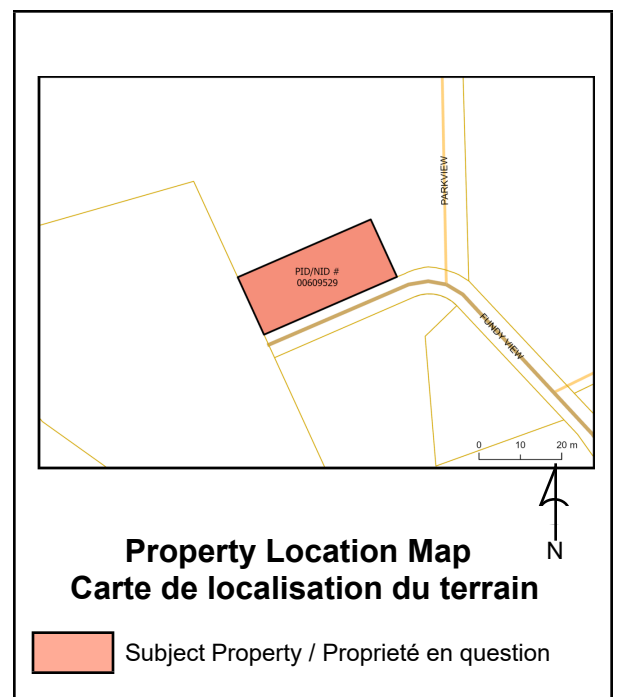 PARKVIEW
PID/NID #
00609529
FUNDY VIEW
0 10 20 m
N
Property Location Map
Carte de localisation du terrain
Subject Property / Proprieté en question